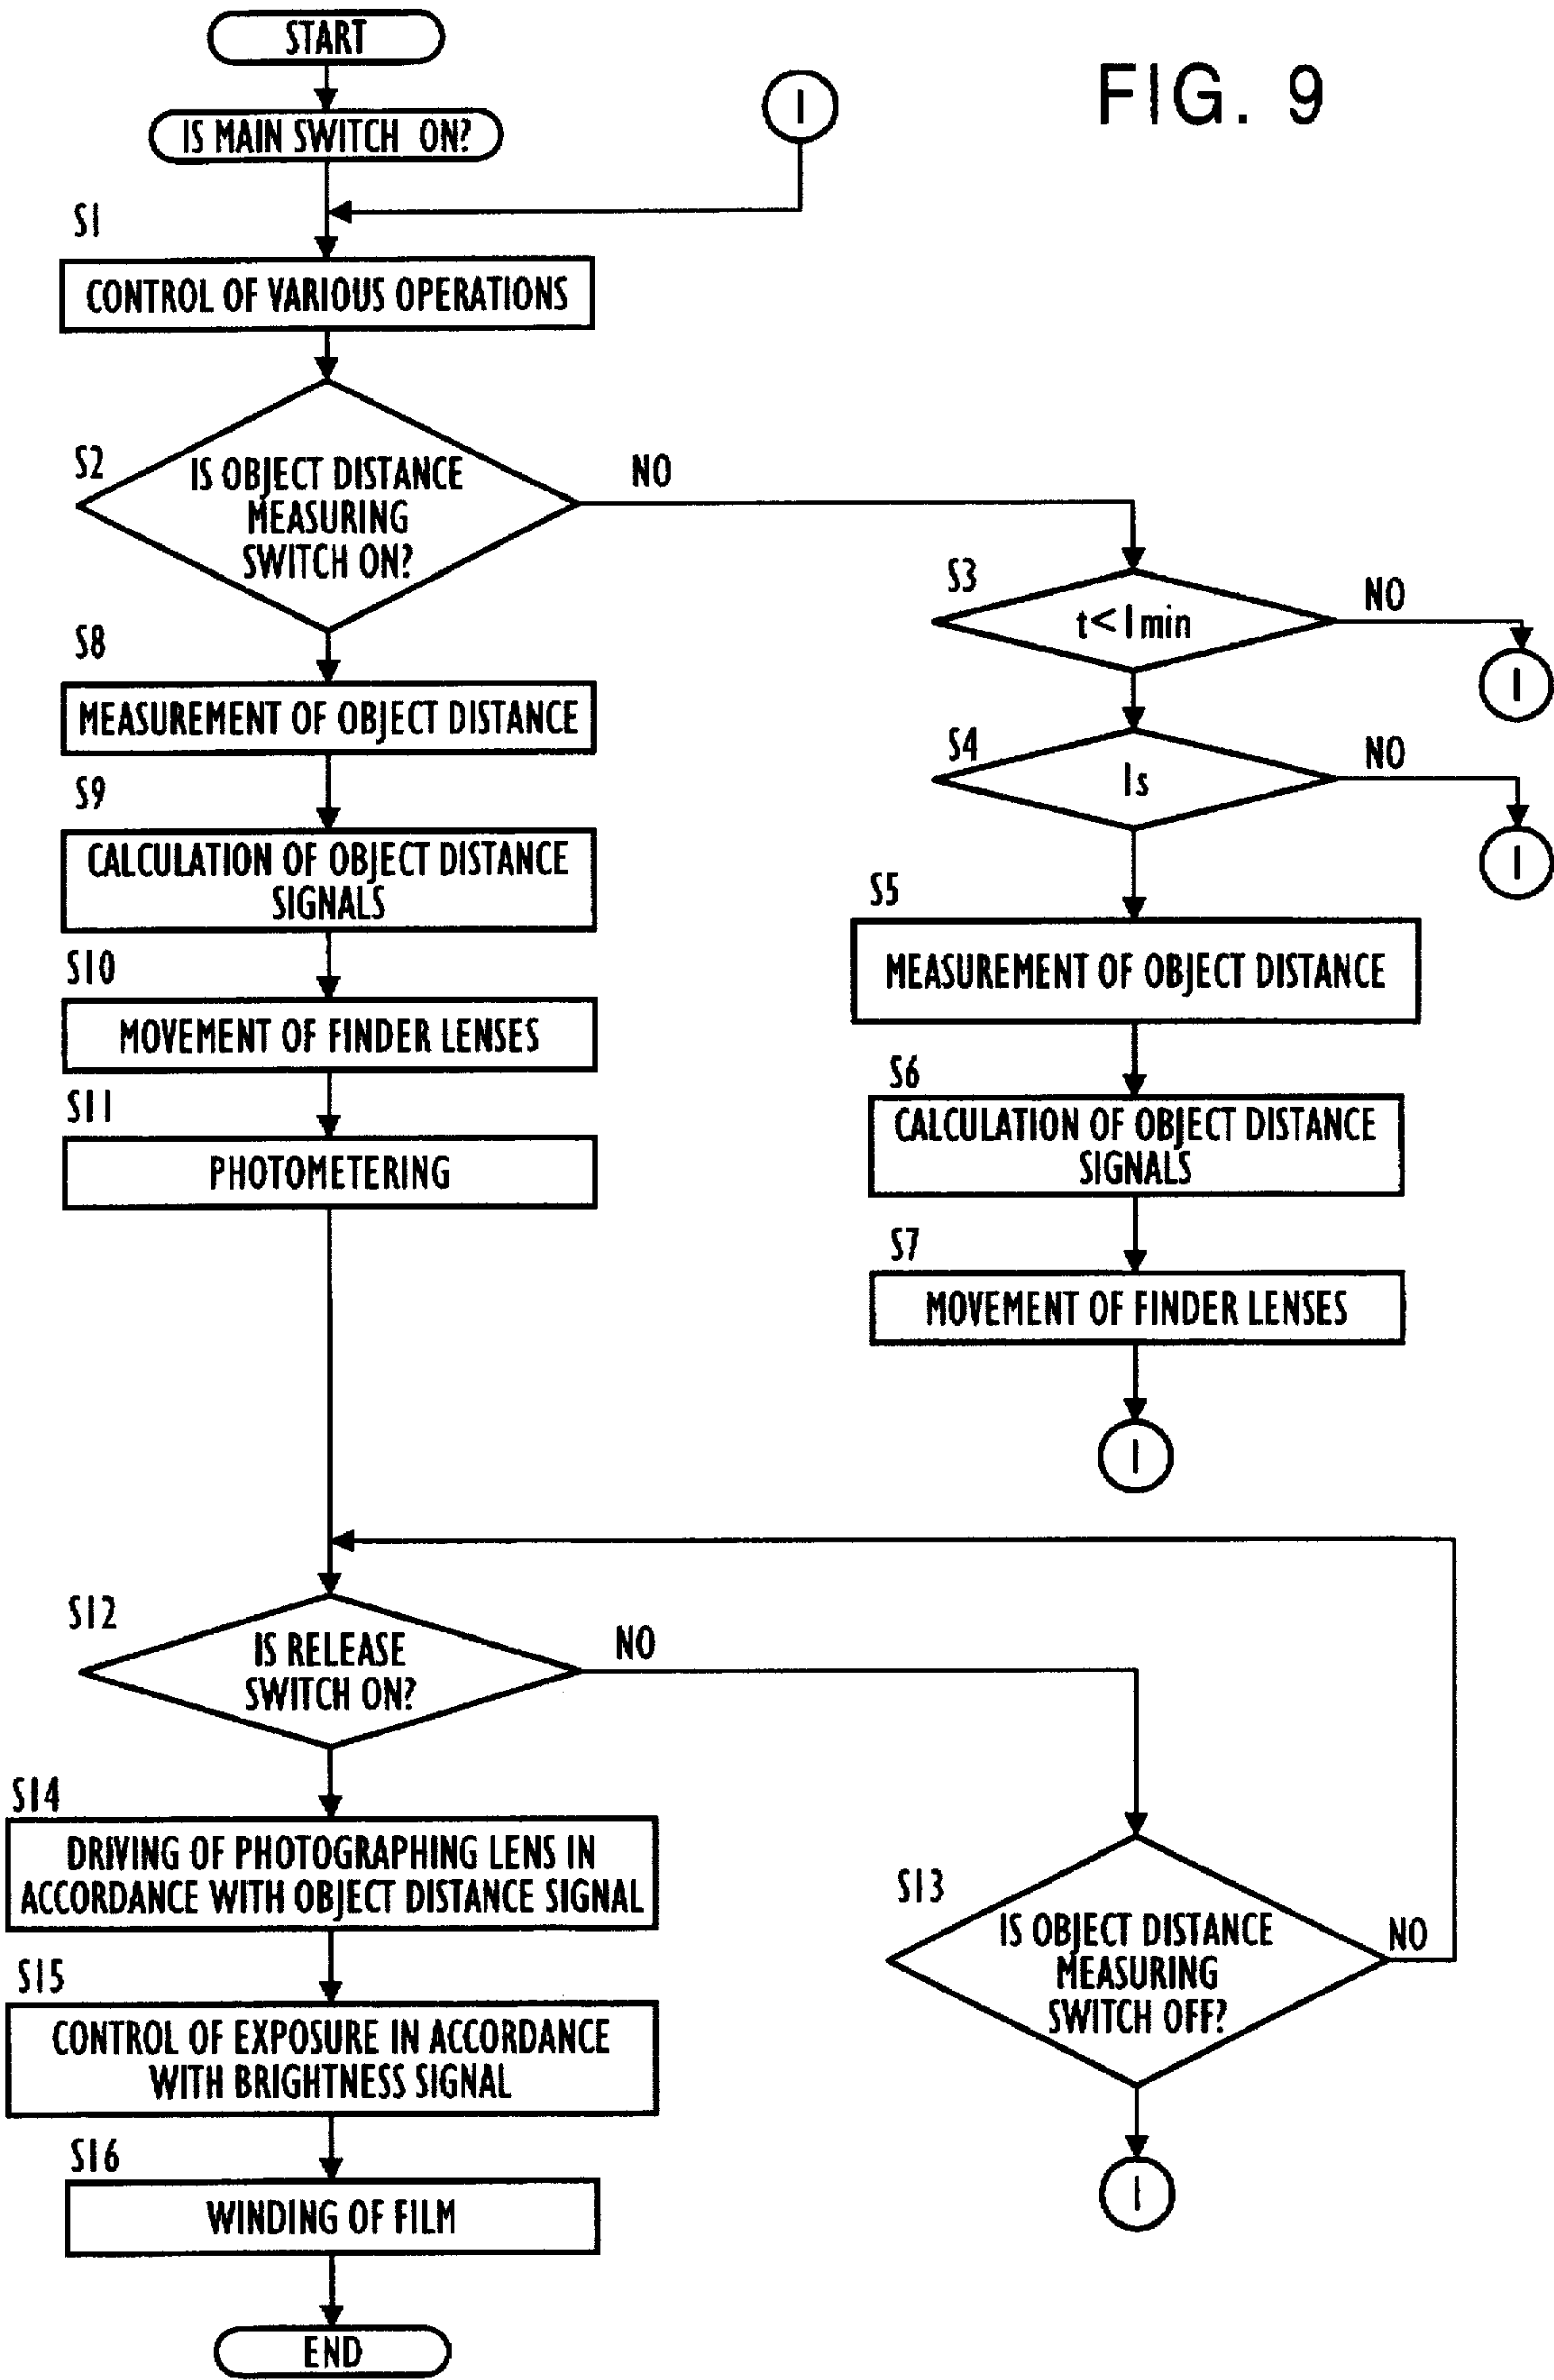 START
FIG. 9
1
IS MAIN SWITCH ON?
S1
CONTROL OF VARIOUS OPERATIONS
S2
IS OBJECT DISTANCE
MEASURING
SWITCH ON?
NO
S3
t<1min
NO
1
S4
1s
NO
1
S5
MEASUREMENT OF OBJECT DISTANCE
S6
CALCULATION OF OBJECT DISTANCE
SIGNALS
S7
MOVEMENT OF FINDER LENSES
1
S8
MEASUREMENT OF OBJECT DISTANCE
S9
CALCULATION OF OBJECT DISTANCE
SIGNALS
S10
MOVEMENT OF FINDER LENSES
S11
PHOTOMETERING
S12
IS RELEASE
SWITCH ON?
NO
S13
IS OBJECT DISTANCE
MEASURING
SWITCH OFF?
NO
1
S14
DRIVING OF PHOTOGRAPHING LENS IN
ACCORDANCE WITH OBJECT DISTANCE SIGNAL
S15
CONTROL OF EXPOSURE IN ACCORDANCE
WITH BRIGHTNESS SIGNAL
S16
WINDING OF FILM
END